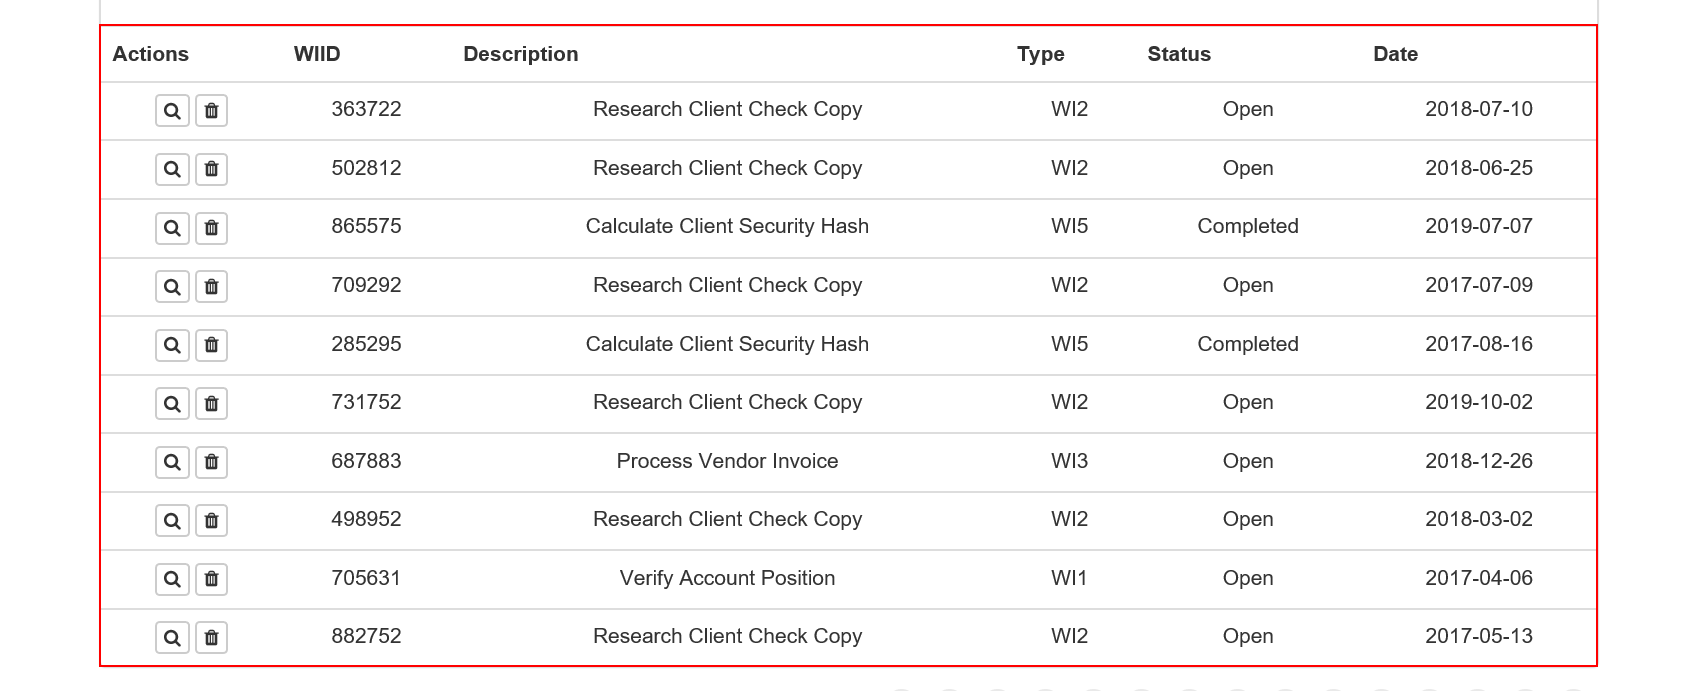 Actions WIID Description Type Status Date
363722 Research Client Check Copy WI2 Open 2018-07-10
502812 Research Client Check Copy WI2 Open 2018-06-25
865575 Calculate Client Security Hash WI5 Completed 2019-07-07
709292 Research Client Check Copy WI2 Open 2017-07-09
285295 Calculate Client Security Hash WI5 Completed 2017-08-16
731752 Research Client Check Copy WI2 Open 2019-10-02
687883 Process Vendor Invoice WI3 Open 2018-12-26
498952 Research Client Check Copy WI2 Open 2018-03-02
705631 Verify Account Position WI1 Open 2017-04-06
882752 Research Client Check Copy WI2 Open 2017-05-13